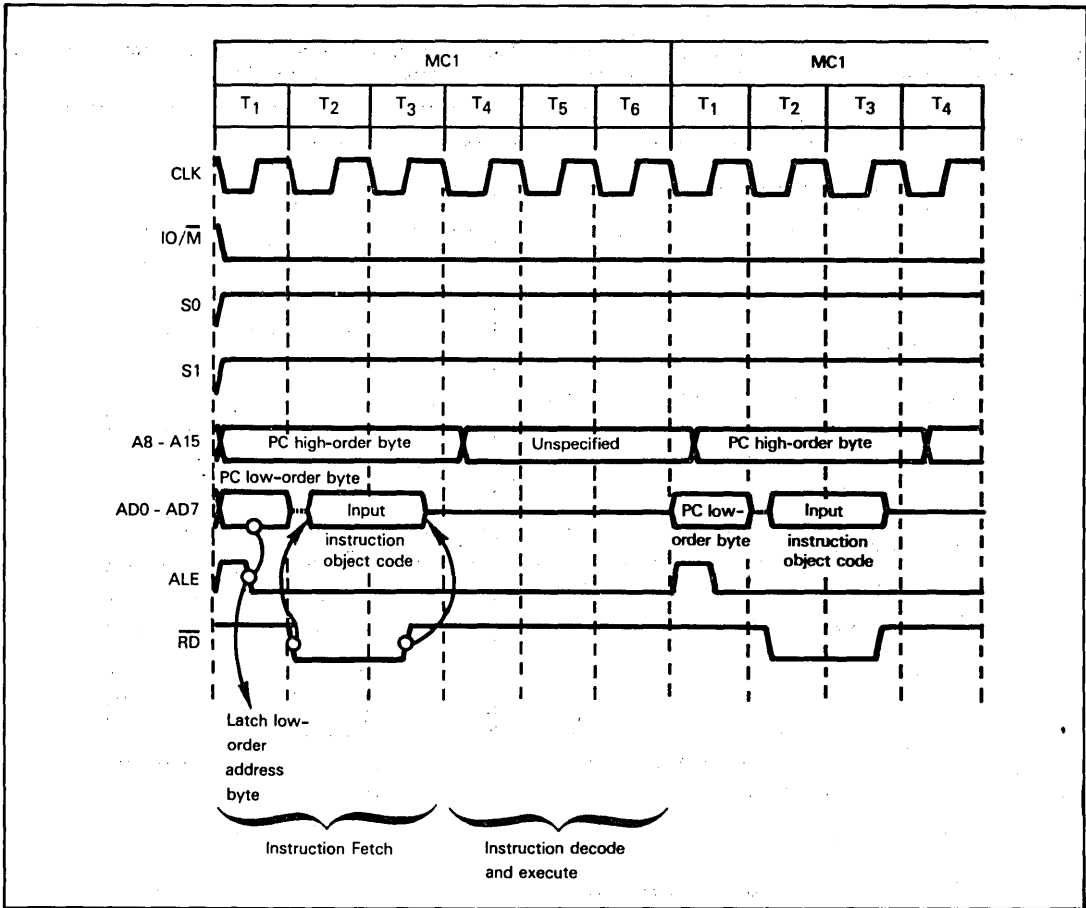 MC1 MC1
T1 T2 T3 T4 T5 T6 T1 T2 T3 T4
CLK
IO/M̅
S0
S1
A8 - A15 PC high-order byte Unspecified PC high-order byte
PC low-order byte
AD0 - AD7 Input PC low- Input
instruction order byte instruction
object code object code
ALE
R̅D̅
Latch low-
order
address
byte
Instruction Fetch Instruction decode
and execute